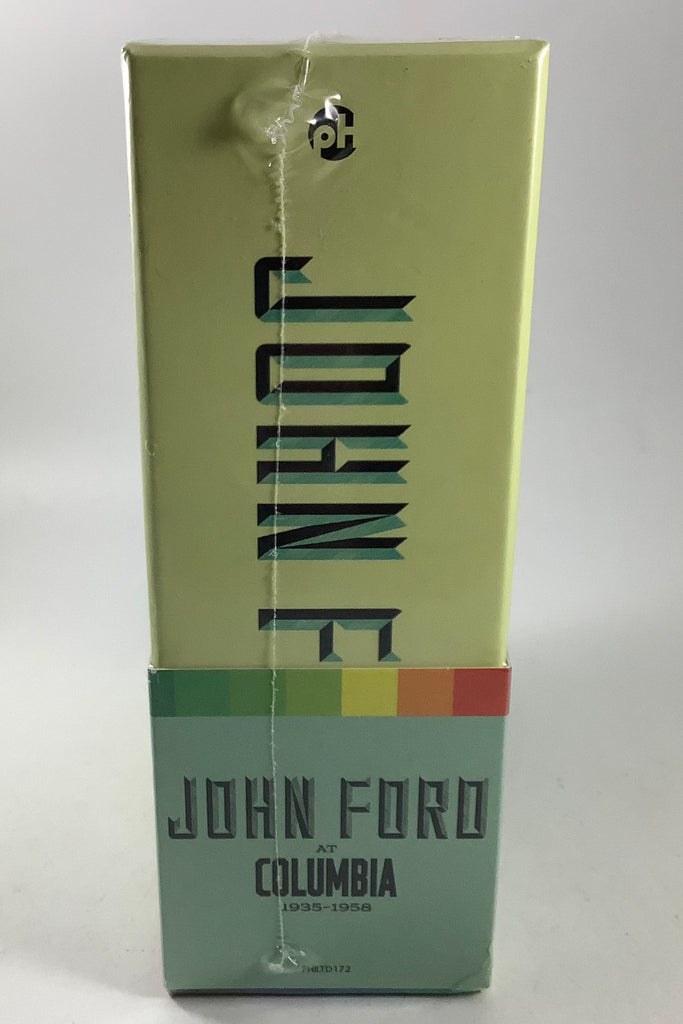 pH
JOHN F
JOHN FORD
AT
COLUMBIA
1935-1958
PHILTD172